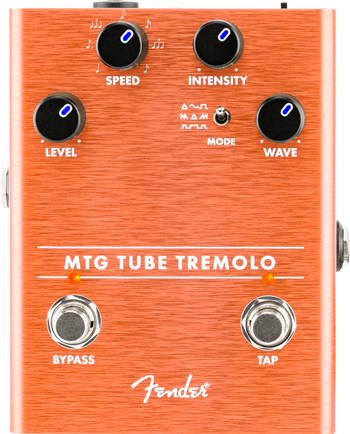 SPEED
INTENSITY
LEVEL
MODE
WAVE
MTG TUBE TREMOLO
BYPASS
TAP
Fender®